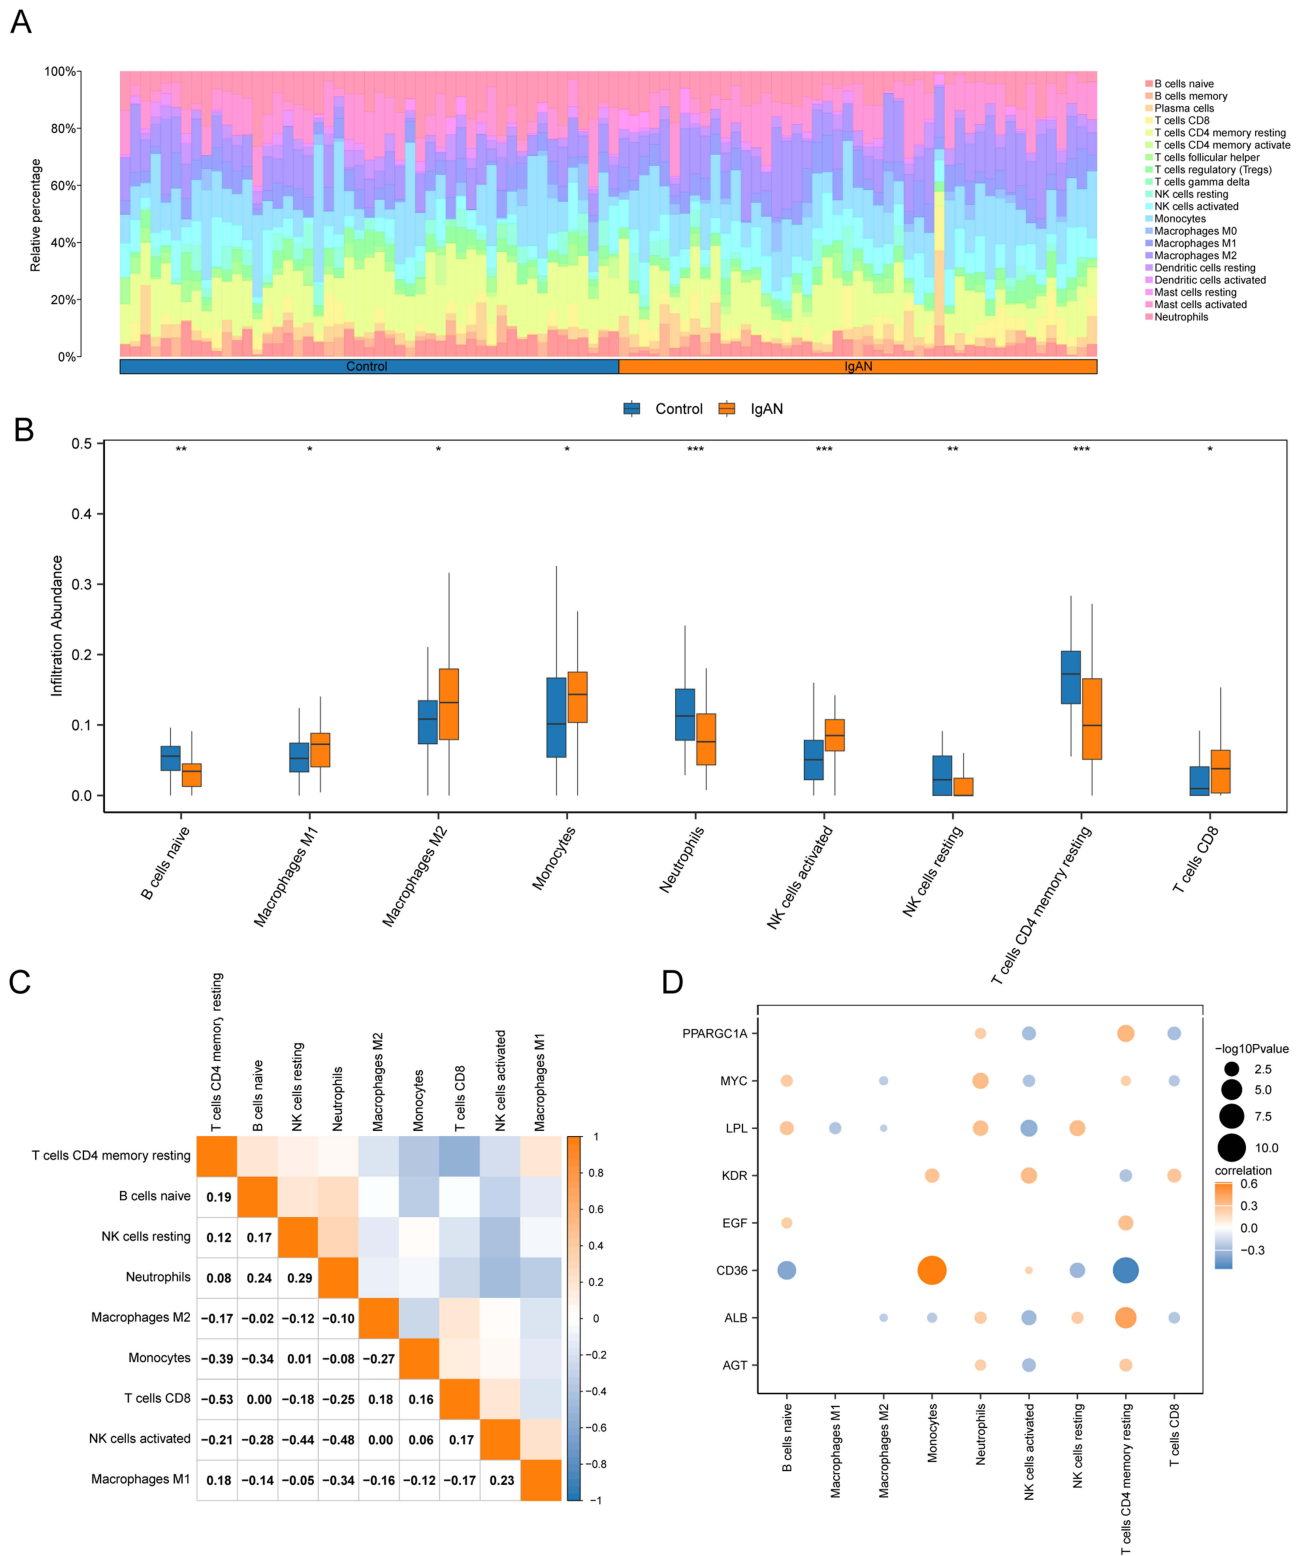 A
100%
80%
60%
40%
20%
0%
Relative percentage
Control
IgAN
B cells naive
B cells memory
Plasma cells
T cells CD8
T cells CD4 memory resting
T cells CD4 memory activate
T cells follicular helper
T cells regulatory (Tregs)
T cells gamma delta
NK cells resting
NK cells activated
Monocytes
Macrophages M0
Macrophages M1
Macrophages M2
Dendritic cells resting
Dendritic cells activated
Mast cells resting
Mast cells activated
Neutrophils
Control IgAN
B
** * * * *** *** ** *** *
0.5
0.4
0.3
0.2
0.1
0.0
Infiltration Abundance
B cells naive
Macrophages M1
Macrophages M2
Monocytes
Neutrophils
NK cells activated
NK cells resting
T cells CD4 memory resting
T cells CD8
C
T cells CD4 memory resting
B cells naive
NK cells resting
Neutrophils
Macrophages M2
Monocytes
T cells CD8
NK cells activated
Macrophages M1
T cells CD4 memory resting
B cells naive 0.19
NK cells resting 0.12 0.17
Neutrophils 0.08 0.24 0.29
Macrophages M2 −0.17 −0.02 −0.12 −0.10
Monocytes −0.39 −0.34 0.01 −0.08 −0.27
T cells CD8 −0.53 0.00 −0.18 −0.25 0.18 0.16
NK cells activated −0.21 −0.28 −0.44 −0.48 0.00 0.06 0.17
Macrophages M1 0.18 −0.14 −0.05 −0.34 −0.16 −0.12 −0.17 0.23
1
0.8
0.6
0.4
0.2
0
−0.2
−0.4
−0.6
−0.8
−1
D
PPARGC1A
MYC
LPL
KDR
EGF
CD36
ALB
AGT
B cells naive
Macrophages M1
Macrophages M2
Monocytes
Neutrophils
NK cells activated
NK cells resting
T cells CD4 memory resting
T cells CD8
−log10Pvalue
2.5
5.0
7.5
10.0
correlation
0.6
0.3
0.0
−0.3